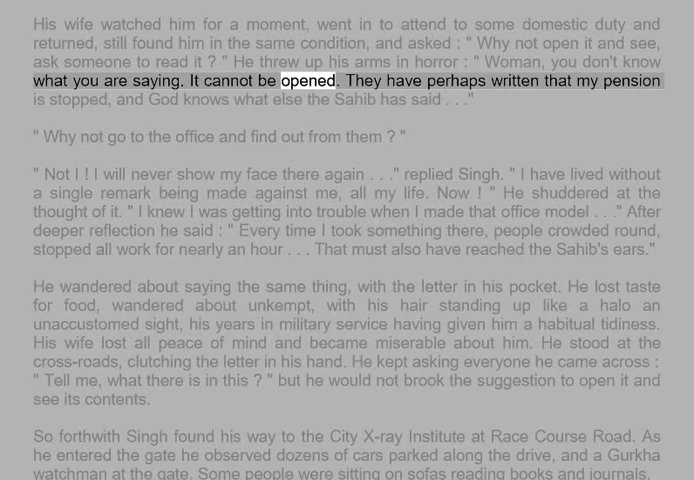 His wife watched him for a moment, went in to attend to some domestic duty and
returned, still found him in the same condition, and asked : " Why not open it and see,
ask someone to read it ? " He threw up his arms in horror : " Woman, you don't know
what you are saying. It cannot be opened. They have perhaps written that my pension
is stopped, and God knows what else the Sahib has said . . ."
" Why not go to the office and find out from them ? "
" Not I ! I will never show my face there again . . ." replied Singh. " I have lived without
a single remark being made against me, all my life. Now ! " He shuddered at the
thought of it. " I knew I was getting into trouble when I made that office model . . ." After
deeper reflection he said : " Every time I took something there, people crowded round,
stopped all work for nearly an hour . . . That must also have reached the Sahib's ears."
He wandered about saying the same thing, with the letter in his pocket. He lost taste
for food, wandered about unkempt, with his hair standing up like a halo an
unaccustomed sight, his years in military service having given him a habitual tidiness.
His wife lost all peace of mind and became miserable about him. He stood at the
cross-roads, clutching the letter in his hand. He kept asking everyone he came across :
" Tell me, what there is in this ? " but he would not brook the suggestion to open it and
see its contents.
So forthwith Singh found his way to the City X-ray Institute at Race Course Road. As
he entered the gate he observed dozens of cars parked along the drive, and a Gurkha
watchman at the gate. Some people were sitting on sofas reading books and journals.